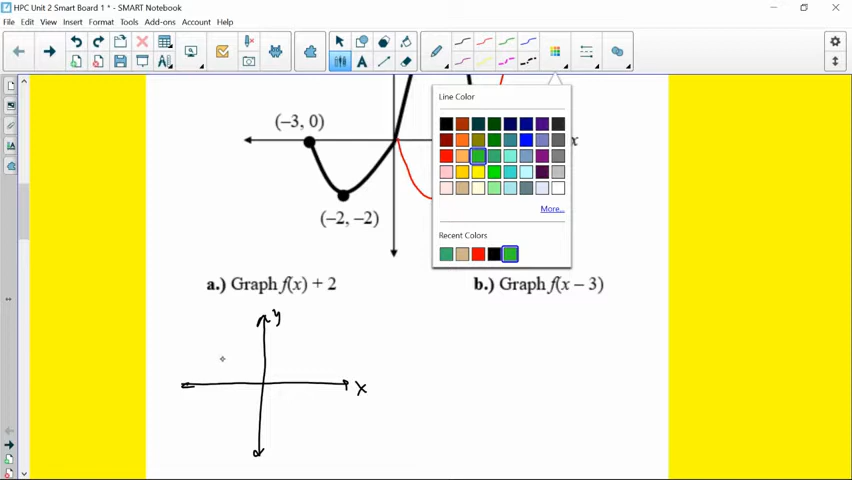 HPC Unit 2 Smart Board 1 * - SMART Notebook
File Edit View Insert Format Tools Add-ons Account Help
Line Color
(−3, 0)
x
(−2, −2)
More...
Recent Colors
a.) Graph f(x) + 2
b.) Graph f(x − 3)
y
x